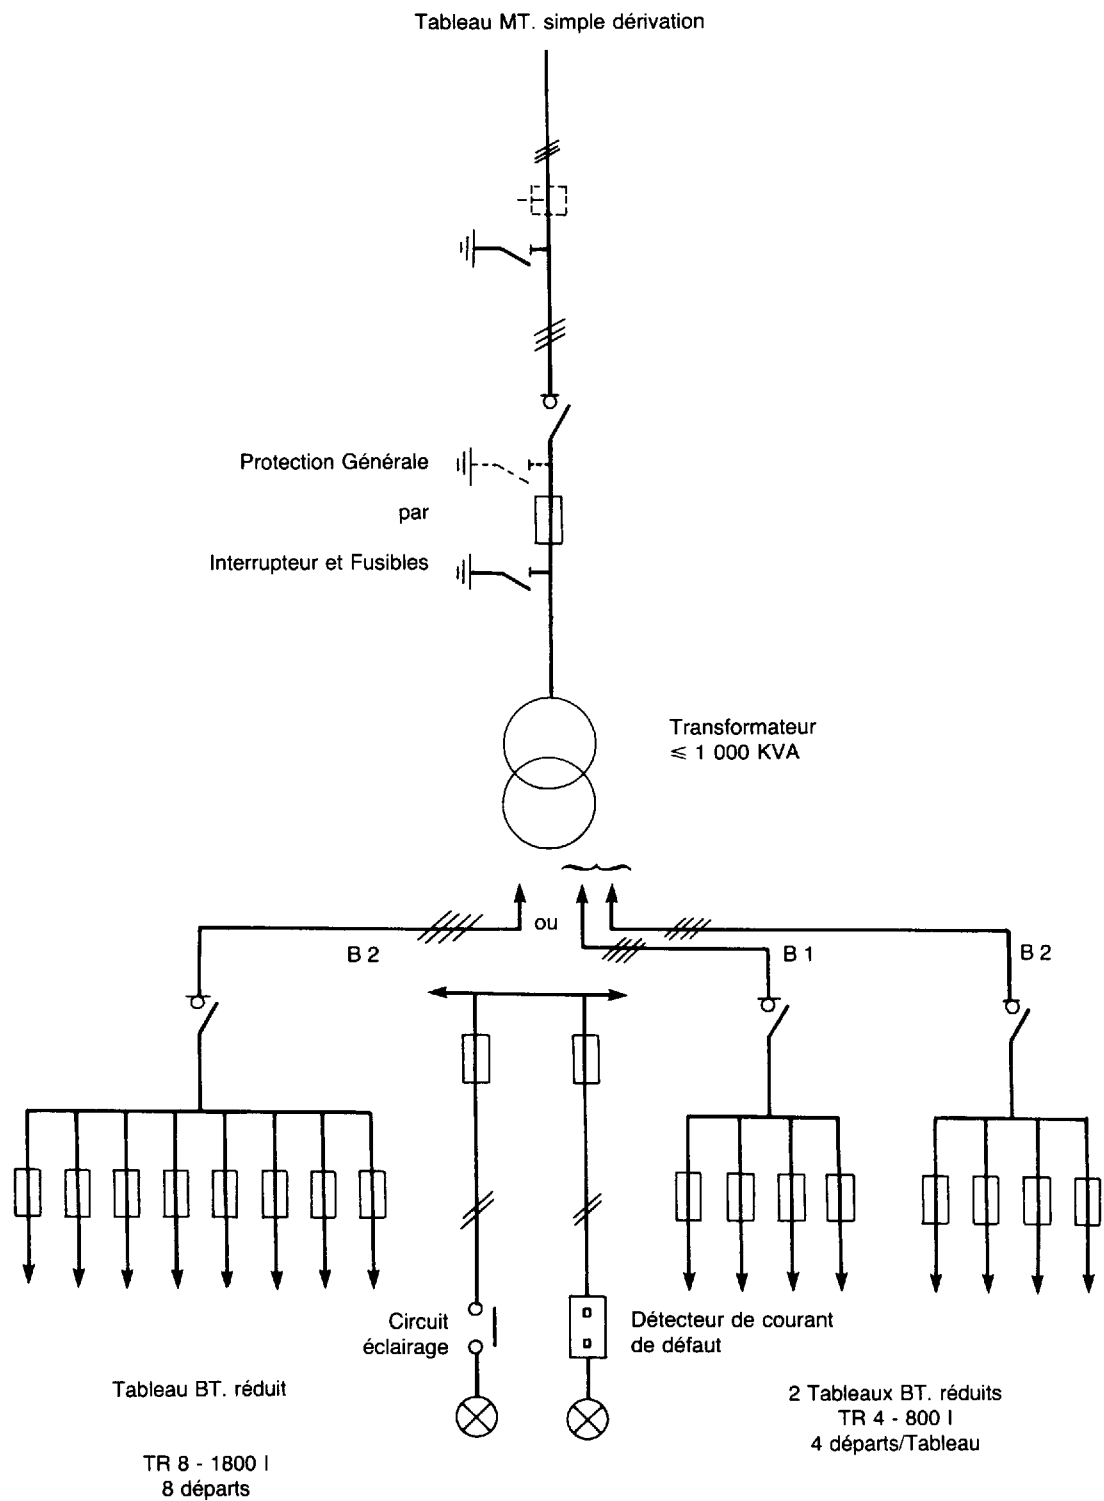 Tableau MT. simple dérivation
Protection Générale
par
Interrupteur et Fusibles
Transformateur
≤ 1 000 KVA
ou
B 2
B 1
B 2
Circuit
éclairage
Détecteur de courant
de défaut
Tableau BT. réduit
TR 8 - 1800 I
8 départs
2 Tableaux BT. réduits
TR 4 - 800 I
4 départs/Tableau